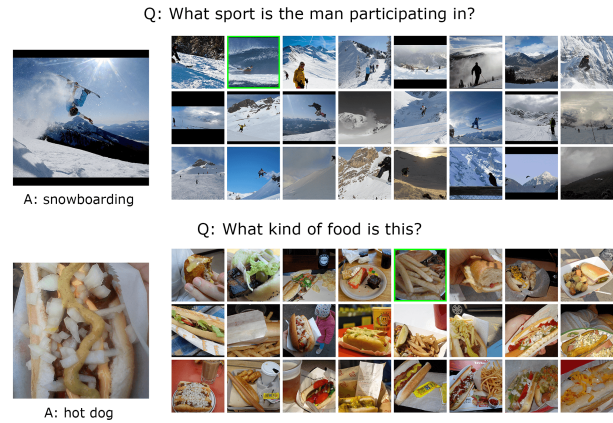 Q: What sport is the man participating in?
A: snowboarding
Q: What kind of food is this?
A: hot dog